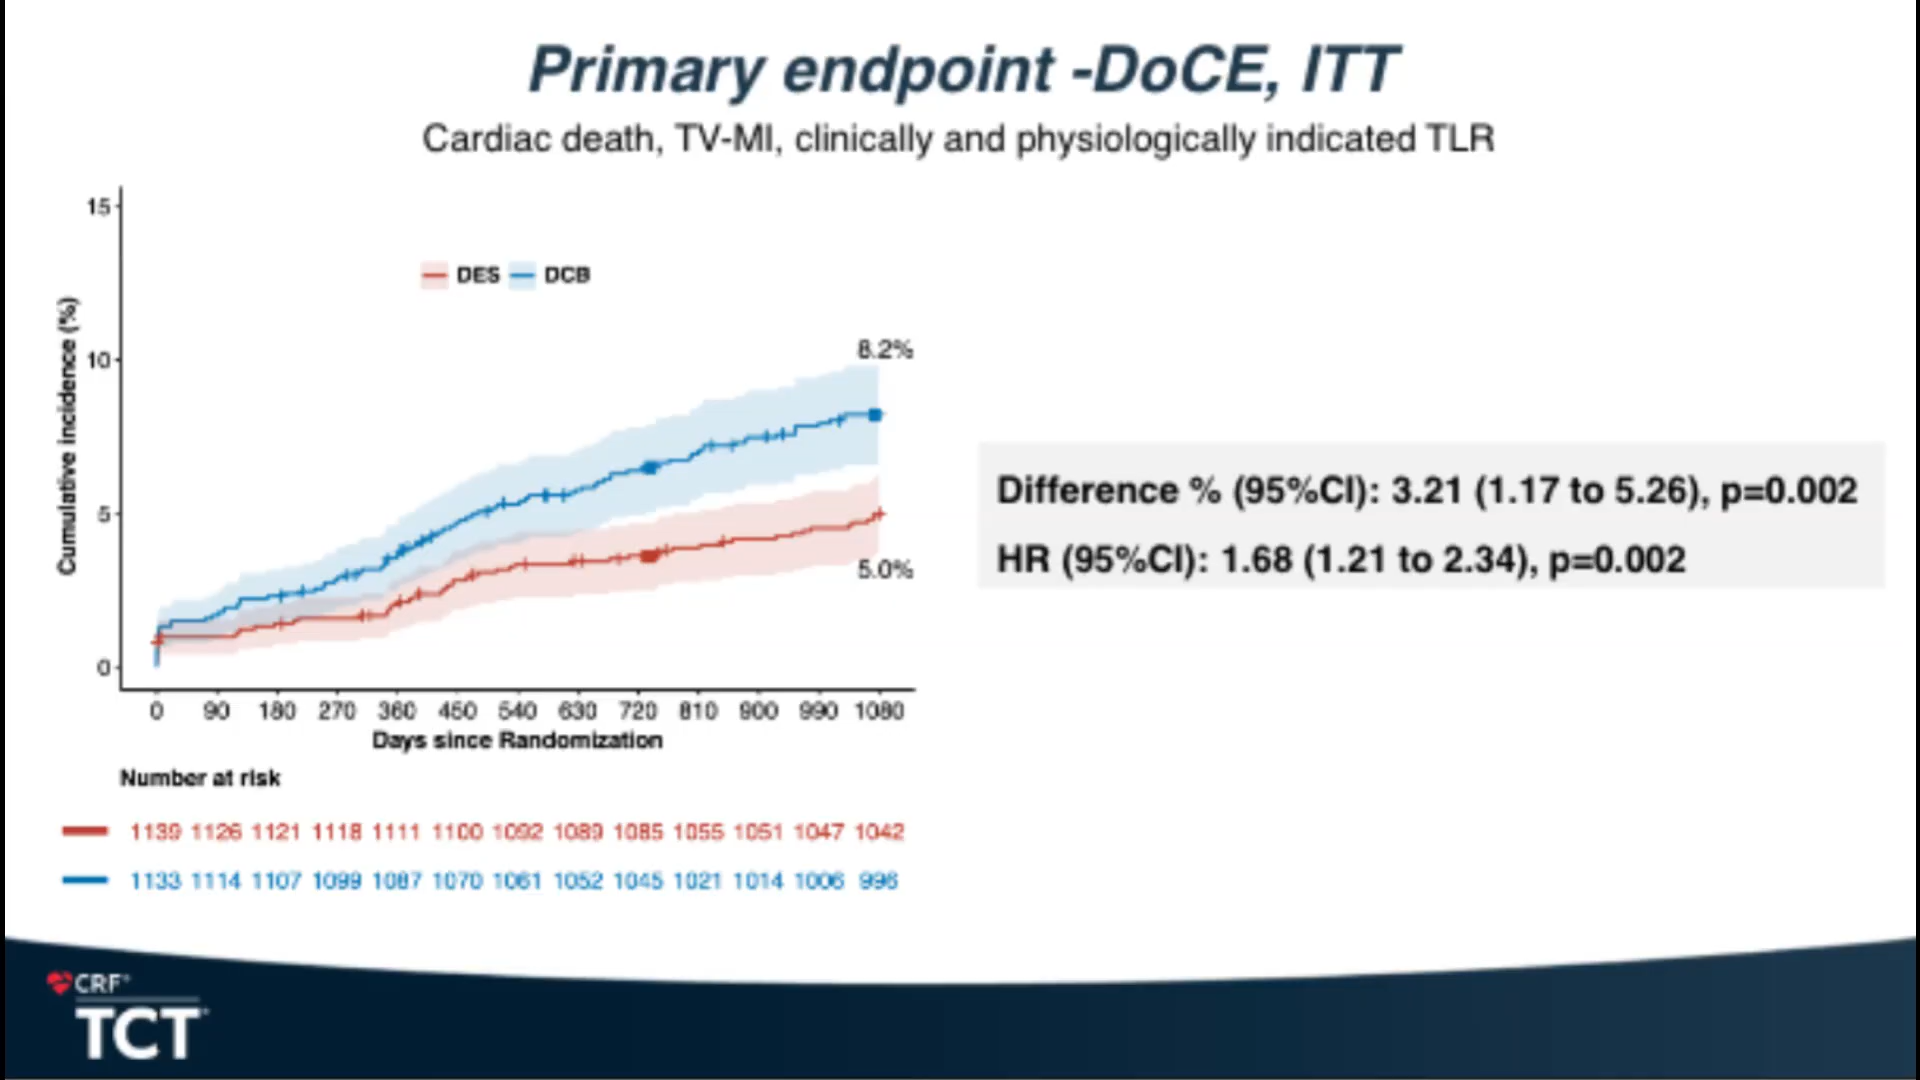 Primary endpoint -DoCE, ITT
Cardiac death, TV-MI, clinically and physiologically indicated TLR
15
10
5
0
Cumulative incidence (%)
DES DCB
8.2%
5.0%
0 90 180 270 360 450 540 630 720 810 900 990 1080
Days since Randomization
Difference % (95%CI): 3.21 (1.17 to 5.26), p=0.002
HR (95%CI): 1.68 (1.21 to 2.34), p=0.002
Number at risk
1139 1126 1121 1118 1111 1100 1092 1089 1085 1055 1051 1047 1042
1133 1114 1107 1099 1087 1070 1061 1052 1045 1021 1014 1006 996
CRF®
TCT